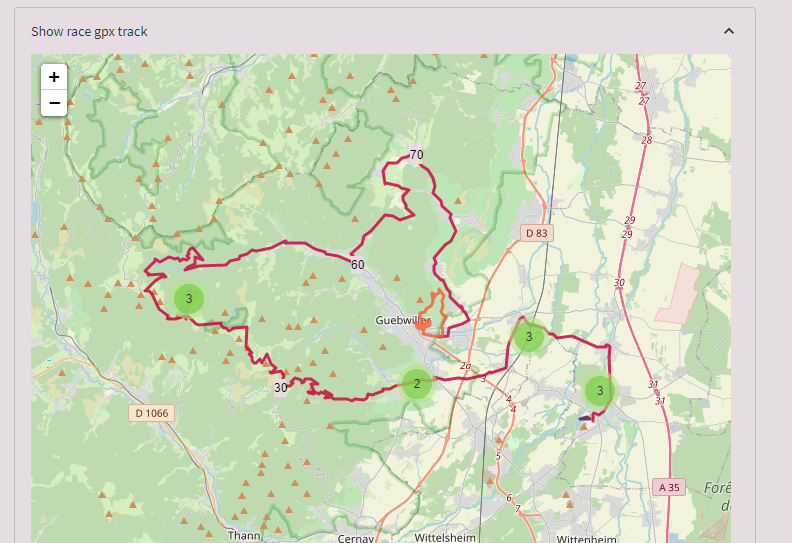 Show race gpx track
+
−
27
27
28
70
29
29
D 83
60
30
3
Guebwiller
3
2a
3
2
31
31
3
30
4
4
D 1066
5
A 35
Forê
d
6
7
Thann
Cernay
Wittelsheim
Wittenheim